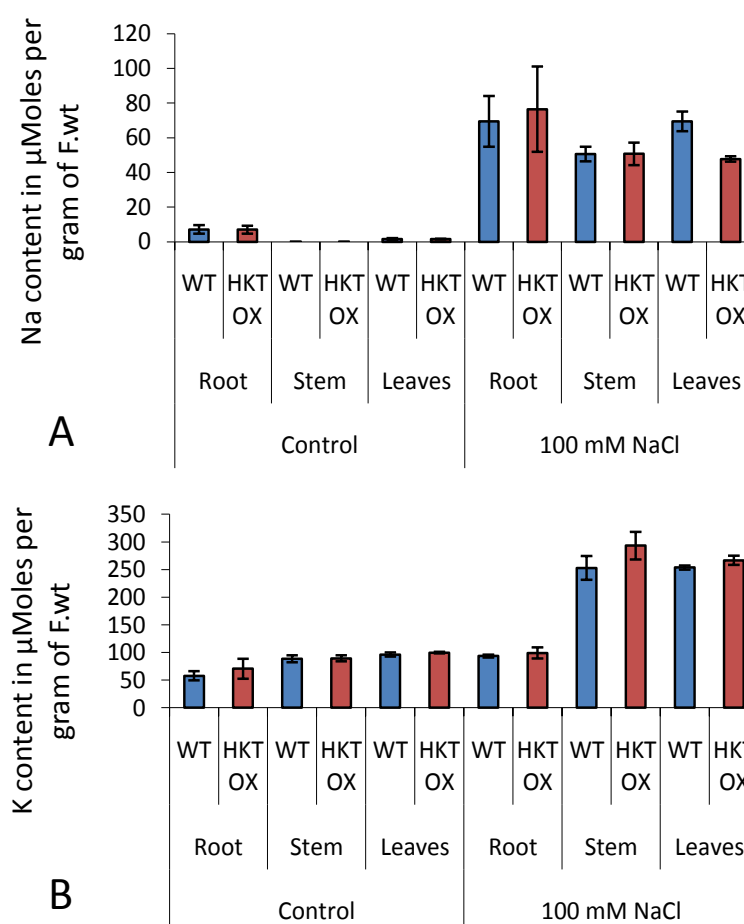 Na content in µMoles per
gram of F.wt
120
100
80
60
40
20
0
WT HKT OX WT HKT OX WT HKT OX WT HKT OX WT HKT OX WT HKT OX
Root Stem Leaves Root Stem Leaves
Control 100 mM NaCl
A
K content in µMoles per
gram of F.wt
350
300
250
200
150
100
50
0
WT HKT OX WT HKT OX WT HKT OX WT HKT OX WT HKT OX WT HKT OX
Root Stem Leaves Root Stem Leaves
Control 100 mM NaCl
B